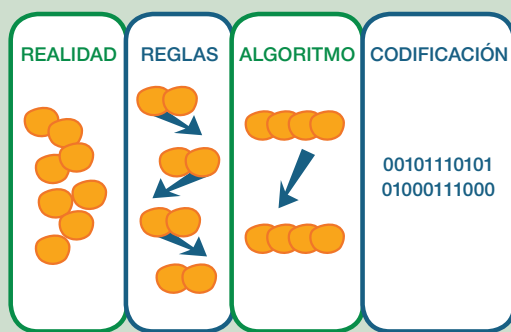 REALIDAD
REGLAS
ALGORITMO
CODIFICACIÓN
00101110101
01000111000